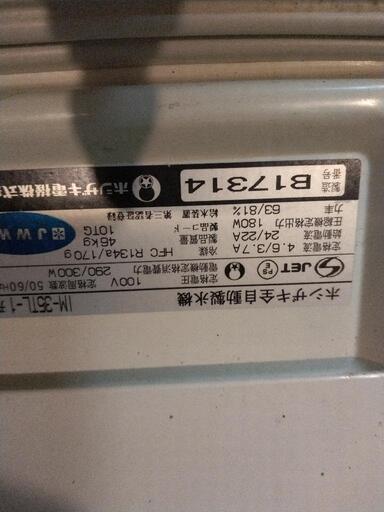 ホシザキ全自動製氷機 IM-35TL-1
JET PS E
定格電圧 100V 定格周波数 50/60
電動機定格消費電力 280/300W
定格電流 4.6/3.7A 冷媒 HFC R134a/170g
始動電流 24/22A 製品質量 46kg
圧縮機定格出力 180W 製品コード 10TG
力率 63/81% 給水装置 第三者認証登録
JWW
製造番号 B17314 ホシザキ電機株式